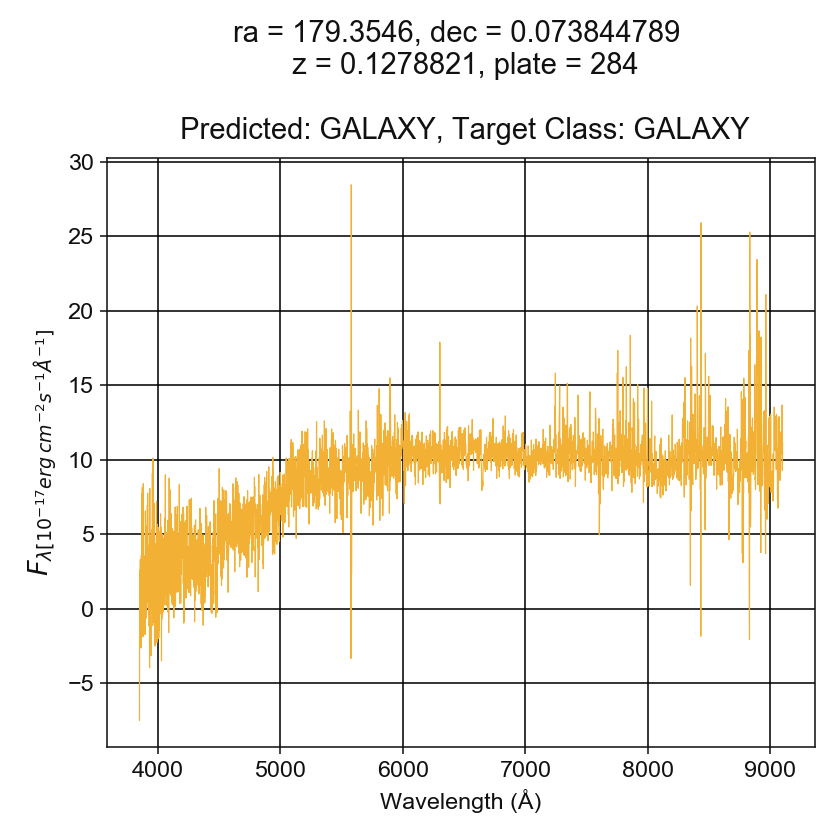 ra = 179.3546, dec = 0.073844789
z = 0.1278821, plate = 284
Predicted: GALAXY, Target Class: GALAXY
30
25
20
15
10
5
0
−5
F_{λ[10^{−17} erg cm^{−2} s^{−1} Å^{−1}]}
4000 5000 6000 7000 8000 9000
Wavelength (Å)